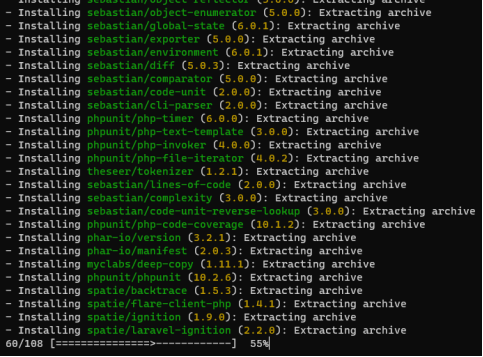 - Installing sebastian/object-reflector (3.0.0): Extracting archive
- Installing sebastian/object-enumerator (5.0.0): Extracting archive
- Installing sebastian/global-state (6.0.1): Extracting archive
- Installing sebastian/exporter (5.0.0): Extracting archive
- Installing sebastian/environment (6.0.1): Extracting archive
- Installing sebastian/diff (5.0.3): Extracting archive
- Installing sebastian/comparator (5.0.0): Extracting archive
- Installing sebastian/code-unit (2.0.0): Extracting archive
- Installing sebastian/cli-parser (2.0.0): Extracting archive
- Installing phpunit/php-timer (6.0.0): Extracting archive
- Installing phpunit/php-text-template (3.0.0): Extracting archive
- Installing phpunit/php-invoker (4.0.0): Extracting archive
- Installing phpunit/php-file-iterator (4.0.2): Extracting archive
- Installing theseer/tokenizer (1.2.1): Extracting archive
- Installing sebastian/lines-of-code (2.0.0): Extracting archive
- Installing sebastian/complexity (3.0.0): Extracting archive
- Installing sebastian/code-unit-reverse-lookup (3.0.0): Extracting archive
- Installing phpunit/php-code-coverage (10.1.2): Extracting archive
- Installing phar-io/version (3.2.1): Extracting archive
- Installing phar-io/manifest (2.0.3): Extracting archive
- Installing myclabs/deep-copy (1.11.1): Extracting archive
- Installing phpunit/phpunit (10.2.6): Extracting archive
- Installing spatie/backtrace (1.5.3): Extracting archive
- Installing spatie/flare-client-php (1.4.1): Extracting archive
- Installing spatie/ignition (1.9.0): Extracting archive
- Installing spatie/laravel-ignition (2.2.0): Extracting archive
60/108 [===============>------------]  55%